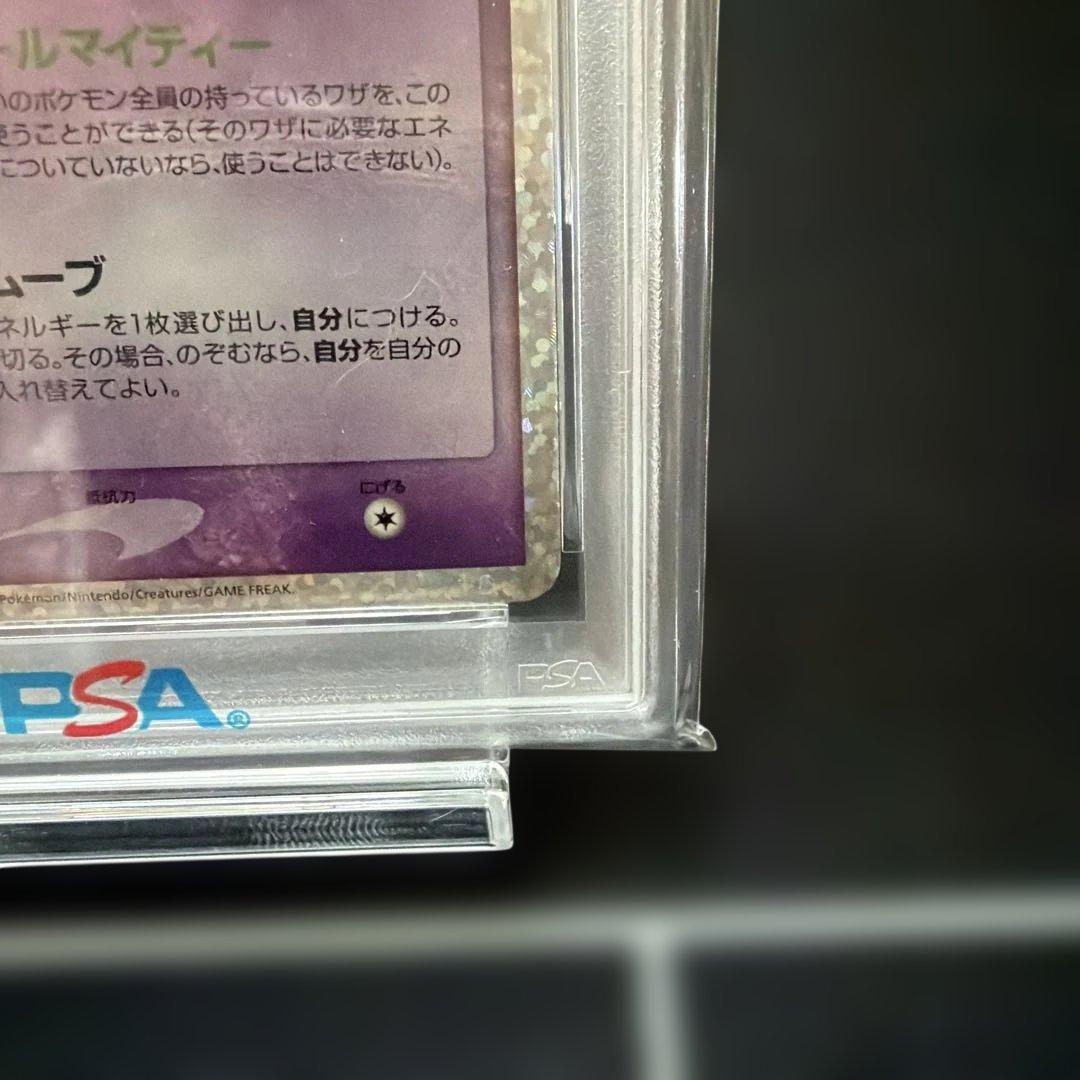 ールマイティー
いのポケモン全員の持っているワザを、この
使うことができる(そのワザに必要なエネ
についていないなら、使うことはできない)。
ムーブ
ネルギーを1枚選び出し、自分につける。
切る。その場合、のぞむなら、自分を自分の
入れ替えてよい。
抵抗力
にげる
Pokémon/Nintendo/Creatures/GAME FREAK.
PSA
PSA®